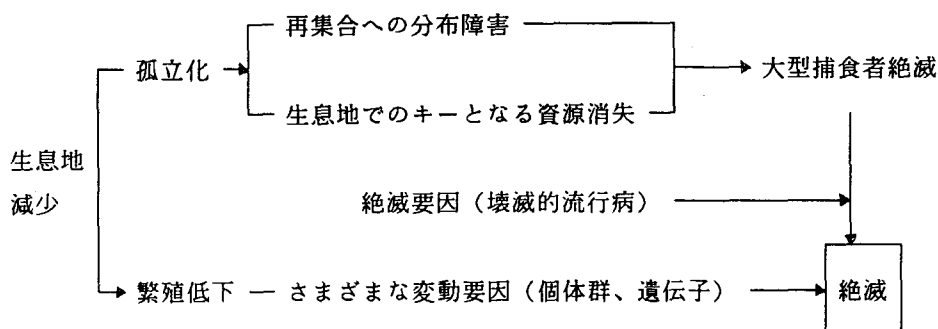 再集合への分布障害
孤立化
大型捕食者絶滅
生息地でのキーとなる資源消失
生息地
減少
絶滅要因（壊滅的流行病）
繁殖低下
さまざまな変動要因（個体群、遺伝子）
絶滅